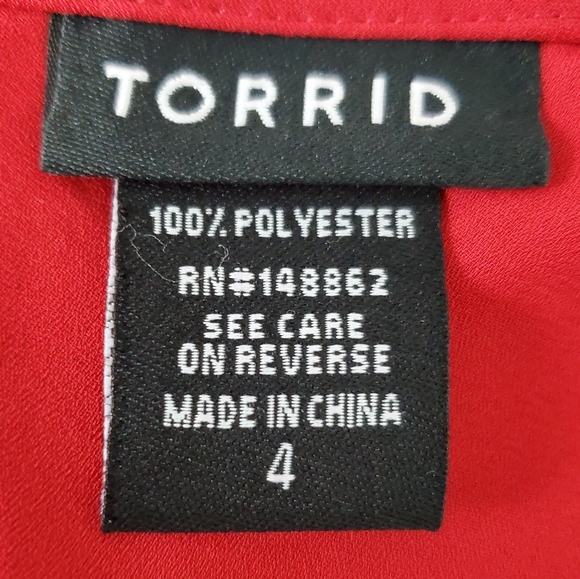 TORRID
100% POLYESTER
RN#148862
SEE CARE
ON REVERSE
MADE IN CHINA
4